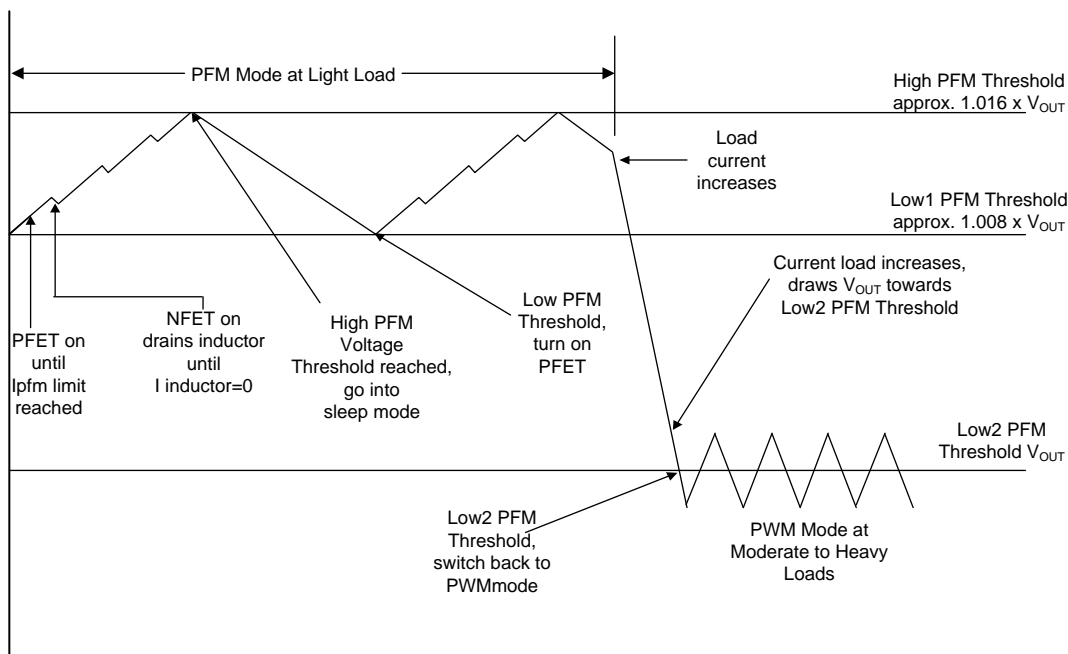 PFM Mode at Light Load
High PFM Threshold
approx. 1.016 x VOUT
Load
current
increases
Low1 PFM Threshold
approx. 1.008 x VOUT
PFET on
until
Ipfm limit
reached
NFET on
drains inductor
until
I inductor=0
High PFM
Voltage
Threshold reached,
go into
sleep mode
Low PFM
Threshold,
turn on
PFET
Current load increases,
draws VOUT towards
Low2 PFM Threshold
Low2 PFM
Threshold VOUT
Low2 PFM
Threshold,
switch back to
PWMmode
PWM Mode at
Moderate to Heavy
Loads